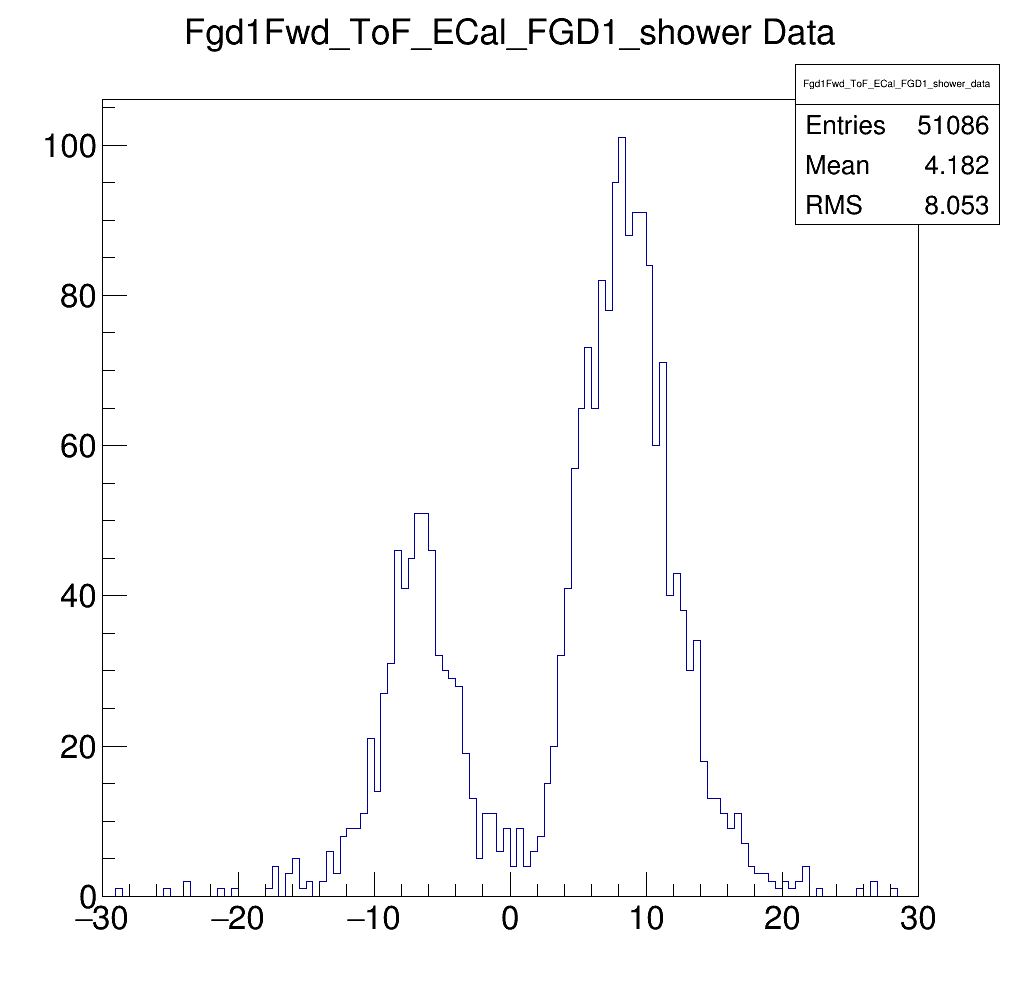 Fgd1Fwd_ToF_ECal_FGD1_shower Data
Fgd1Fwd_ToF_ECal_FGD1_shower_data
Entries 51086
Mean 4.182
RMS 8.053
100
80
60
40
20
0
−30 −20 −10 0 10 20 30